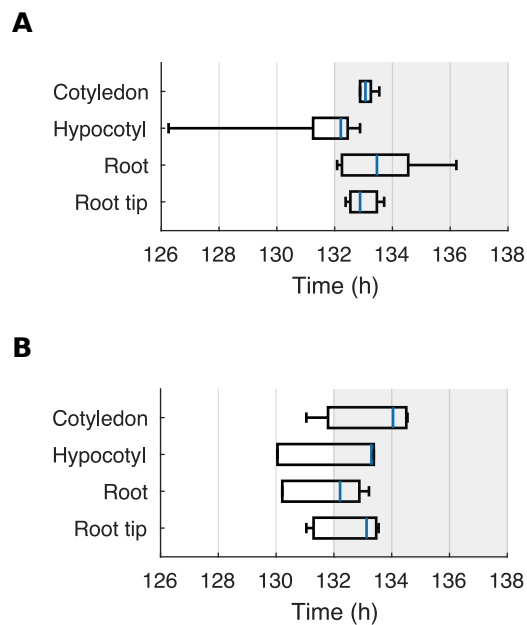 A
Cotyledon
Hypocotyl
Root
Root tip
126 128 130 132 134 136 138
Time (h)
B
Cotyledon
Hypocotyl
Root
Root tip
126 128 130 132 134 136 138
Time (h)